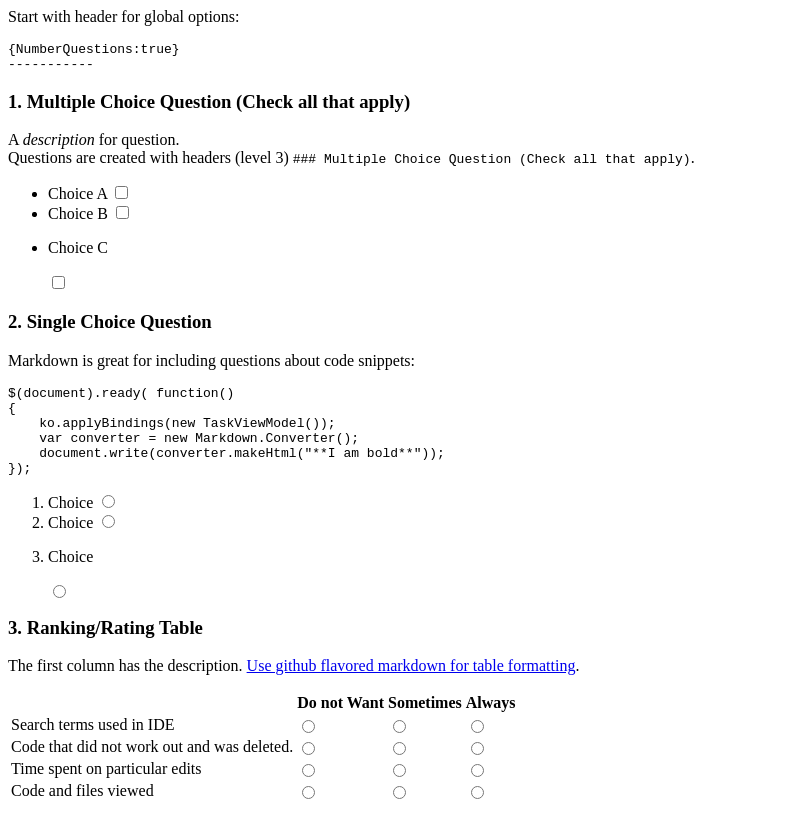 Start with header for global options:
{NumberQuestions:true}
-----------
1. Multiple Choice Question (Check all that apply)
A description for question.
Questions are created with headers (level 3) ### Multiple Choice Question (Check all that apply).
Choice A
Choice B
Choice C
2. Single Choice Question
Markdown is great for including questions about code snippets:
$(document).ready( function()
{
    ko.applyBindings(new TaskViewModel());
    var converter = new Markdown.Converter();
    document.write(converter.makeHtml("**I am bold**"));
});
1. Choice
2. Choice
3. Choice
3. Ranking/Rating Table
The first column has the description. Use github flavored markdown for table formatting.
Do not Want Sometimes Always
Search terms used in IDE
Code that did not work out and was deleted.
Time spent on particular edits
Code and files viewed